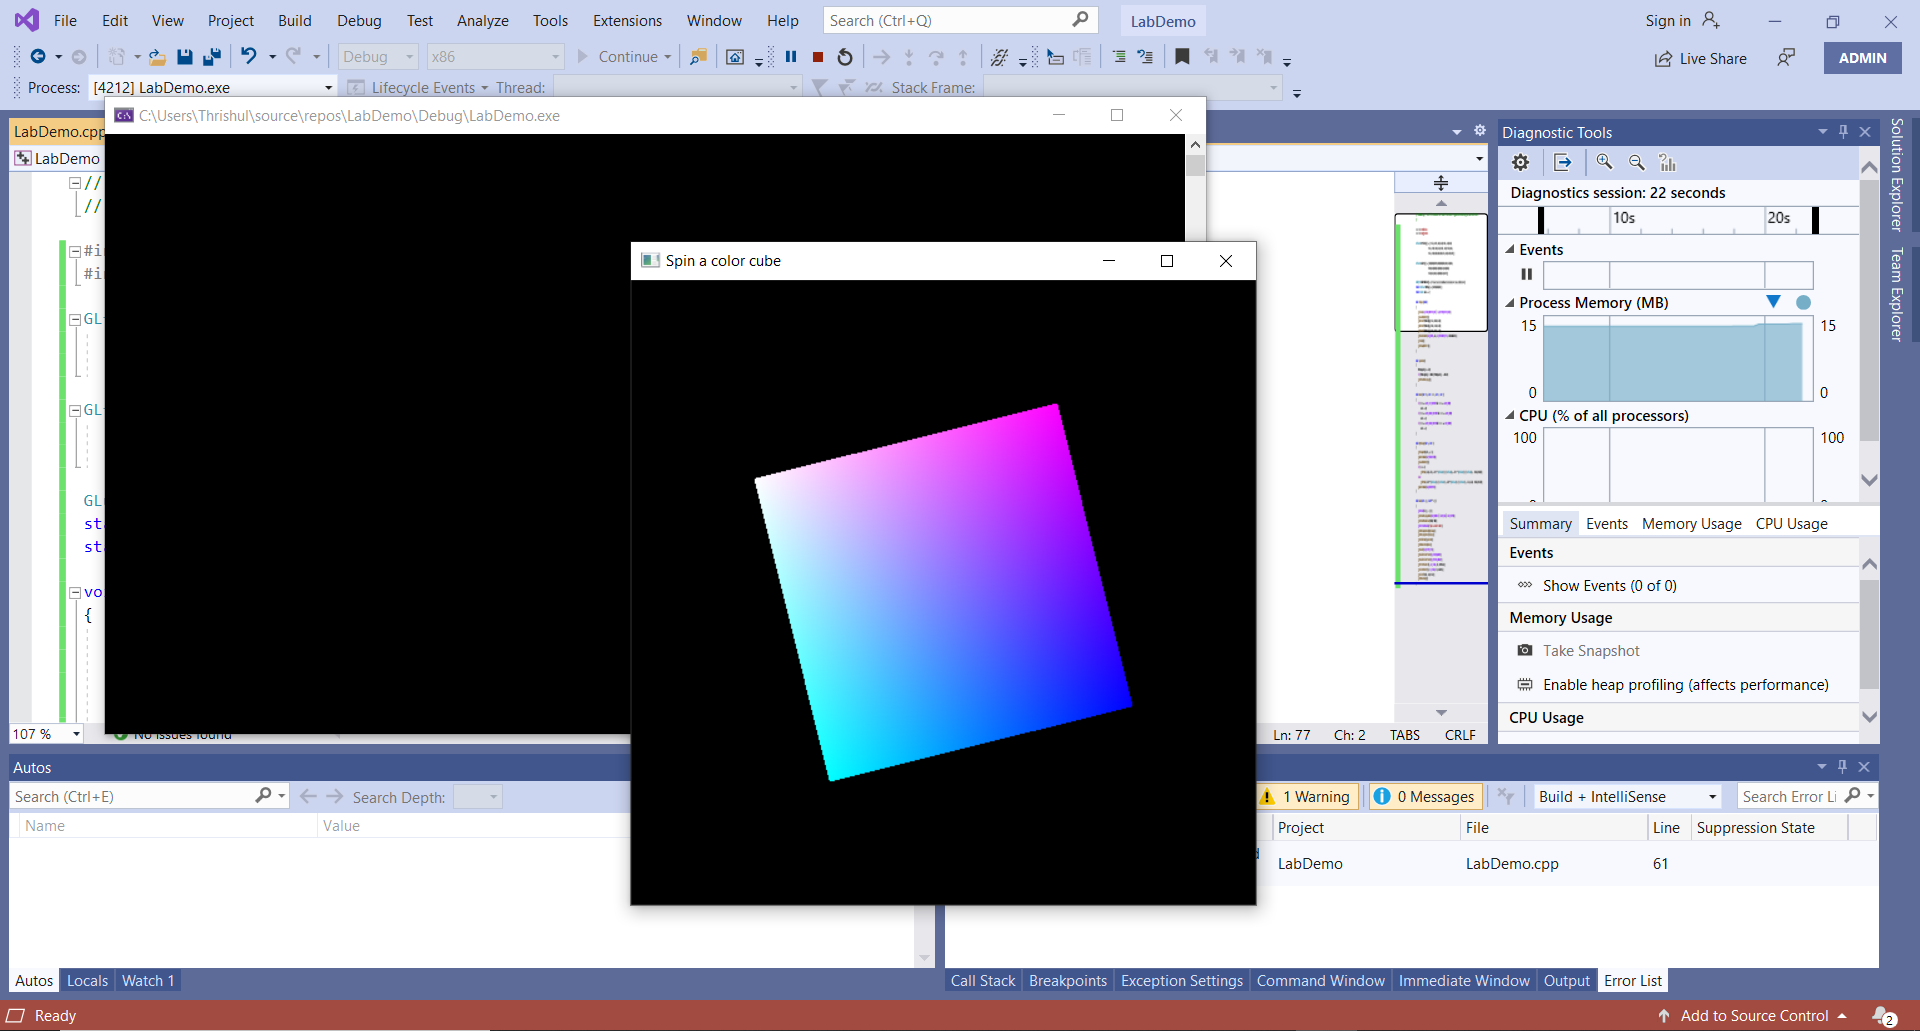 File Edit View Project Build Debug Test Analyze Tools Extensions Window Help Search (Ctrl+Q) LabDemo Sign in
Debug x86 Continue Live Share ADMIN
Process: [4212] LabDemo.exe Lifecycle Events Thread: Stack Frame:
C:\Users\Thrishul\source\repos\LabDemo\Debug\LabDemo.exe
LabDemo.cpp
LabDemo
//
//
#in
#in
GL
GL
GL
sta
sta
vo
{
Spin a color cube
Diagnostic Tools
Diagnostics session: 22 seconds
10s 20s
Events
Process Memory (MB)
15 15
0 0
CPU (% of all processors)
100 100
Summary Events Memory Usage CPU Usage
Events
Show Events (0 of 0)
Memory Usage
Take Snapshot
Enable heap profiling (affects performance)
CPU Usage
Solution Explorer
Team Explorer
107 % No issues found Ln: 77 Ch: 2 TABS CRLF
Autos
Search (Ctrl+E) Search Depth:
Name Value
1 Warning 0 Messages Build + IntelliSense Search Error Li
Project File Line Suppression State
LabDemo LabDemo.cpp 61
Autos Locals Watch 1
Call Stack Breakpoints Exception Settings Command Window Immediate Window Output Error List
Ready Add to Source Control 2